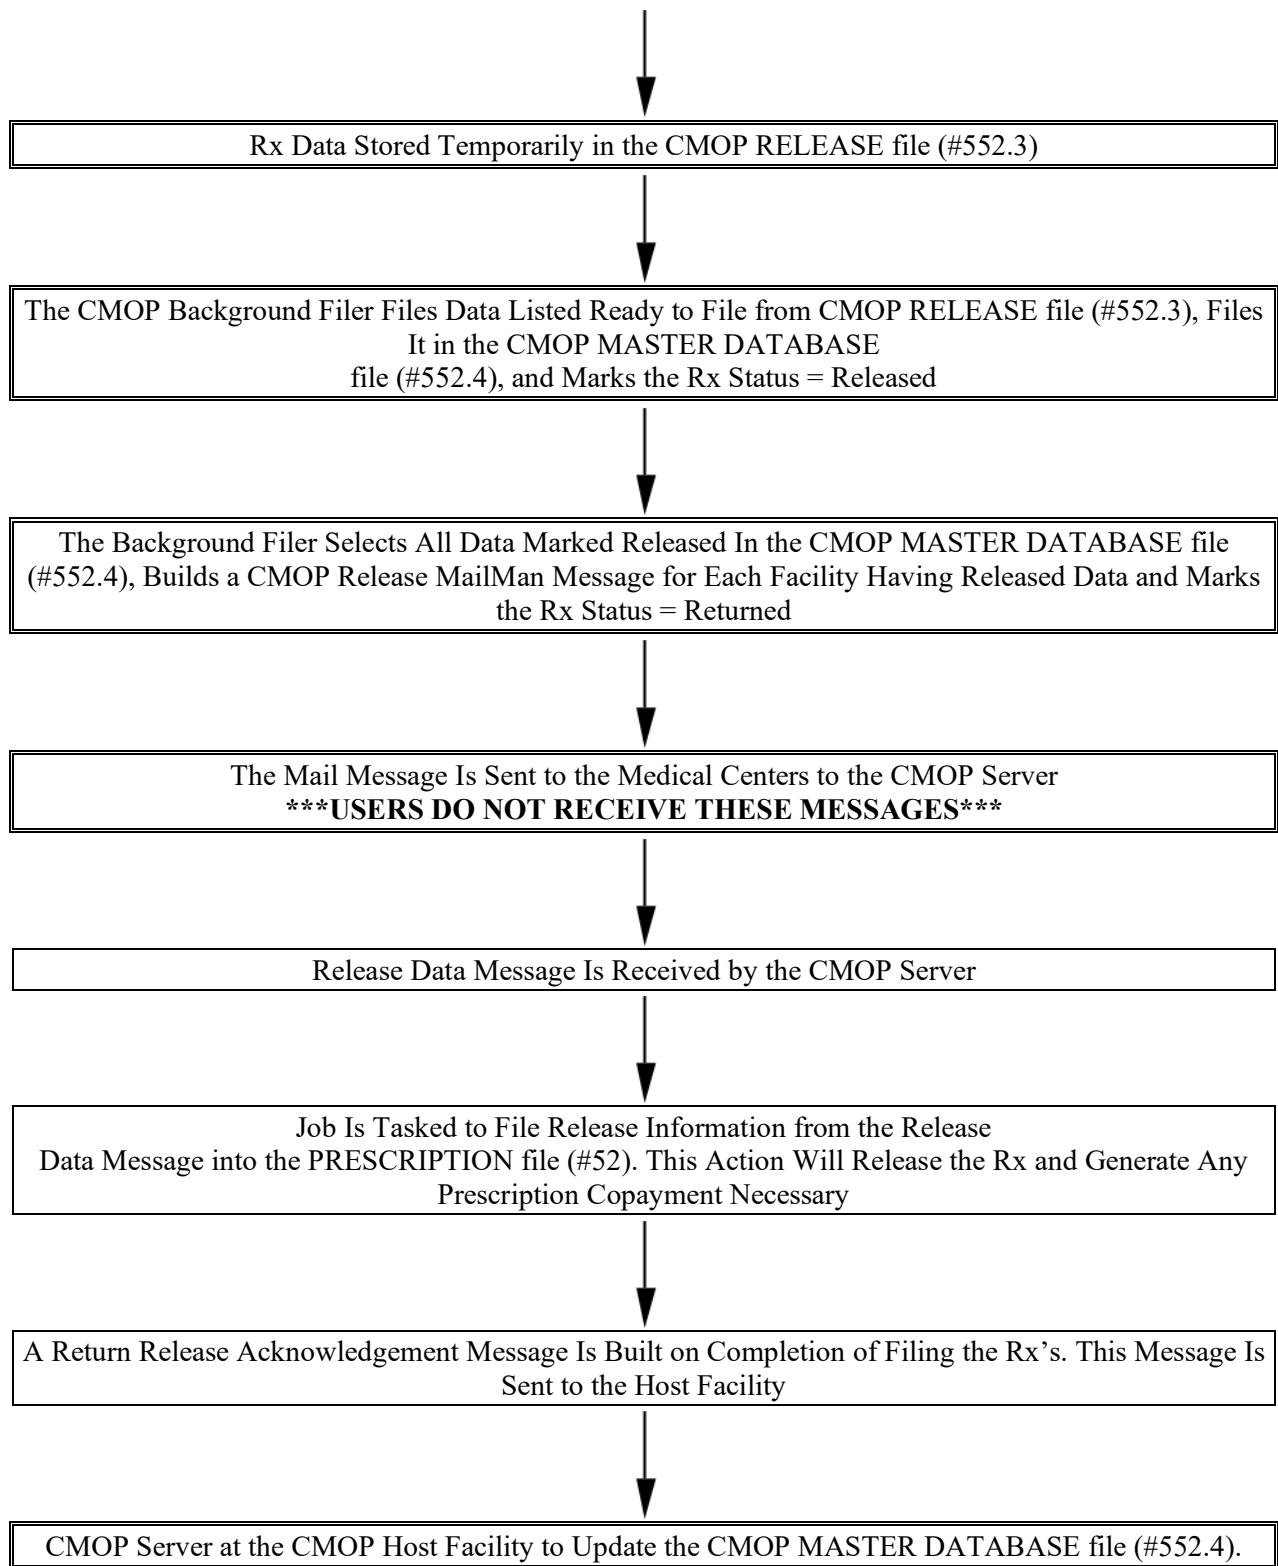 Rx Data Stored Temporarily in the CMOP RELEASE file (#552.3)
The CMOP Background Filer Files Data Listed Ready to File from CMOP RELEASE file (#552.3), Files
It in the CMOP MASTER DATABASE
file (#552.4), and Marks the Rx Status = Released
The Background Filer Selects All Data Marked Released In the CMOP MASTER DATABASE file
(#552.4), Builds a CMOP Release MailMan Message for Each Facility Having Released Data and Marks
the Rx Status = Returned
The Mail Message Is Sent to the Medical Centers to the CMOP Server
***USERS DO NOT RECEIVE THESE MESSAGES***
Release Data Message Is Received by the CMOP Server
Job Is Tasked to File Release Information from the Release
Data Message into the PRESCRIPTION file (#52). This Action Will Release the Rx and Generate Any
Prescription Copayment Necessary
A Return Release Acknowledgement Message Is Built on Completion of Filing the Rx's. This Message Is
Sent to the Host Facility
CMOP Server at the CMOP Host Facility to Update the CMOP MASTER DATABASE file (#552.4).